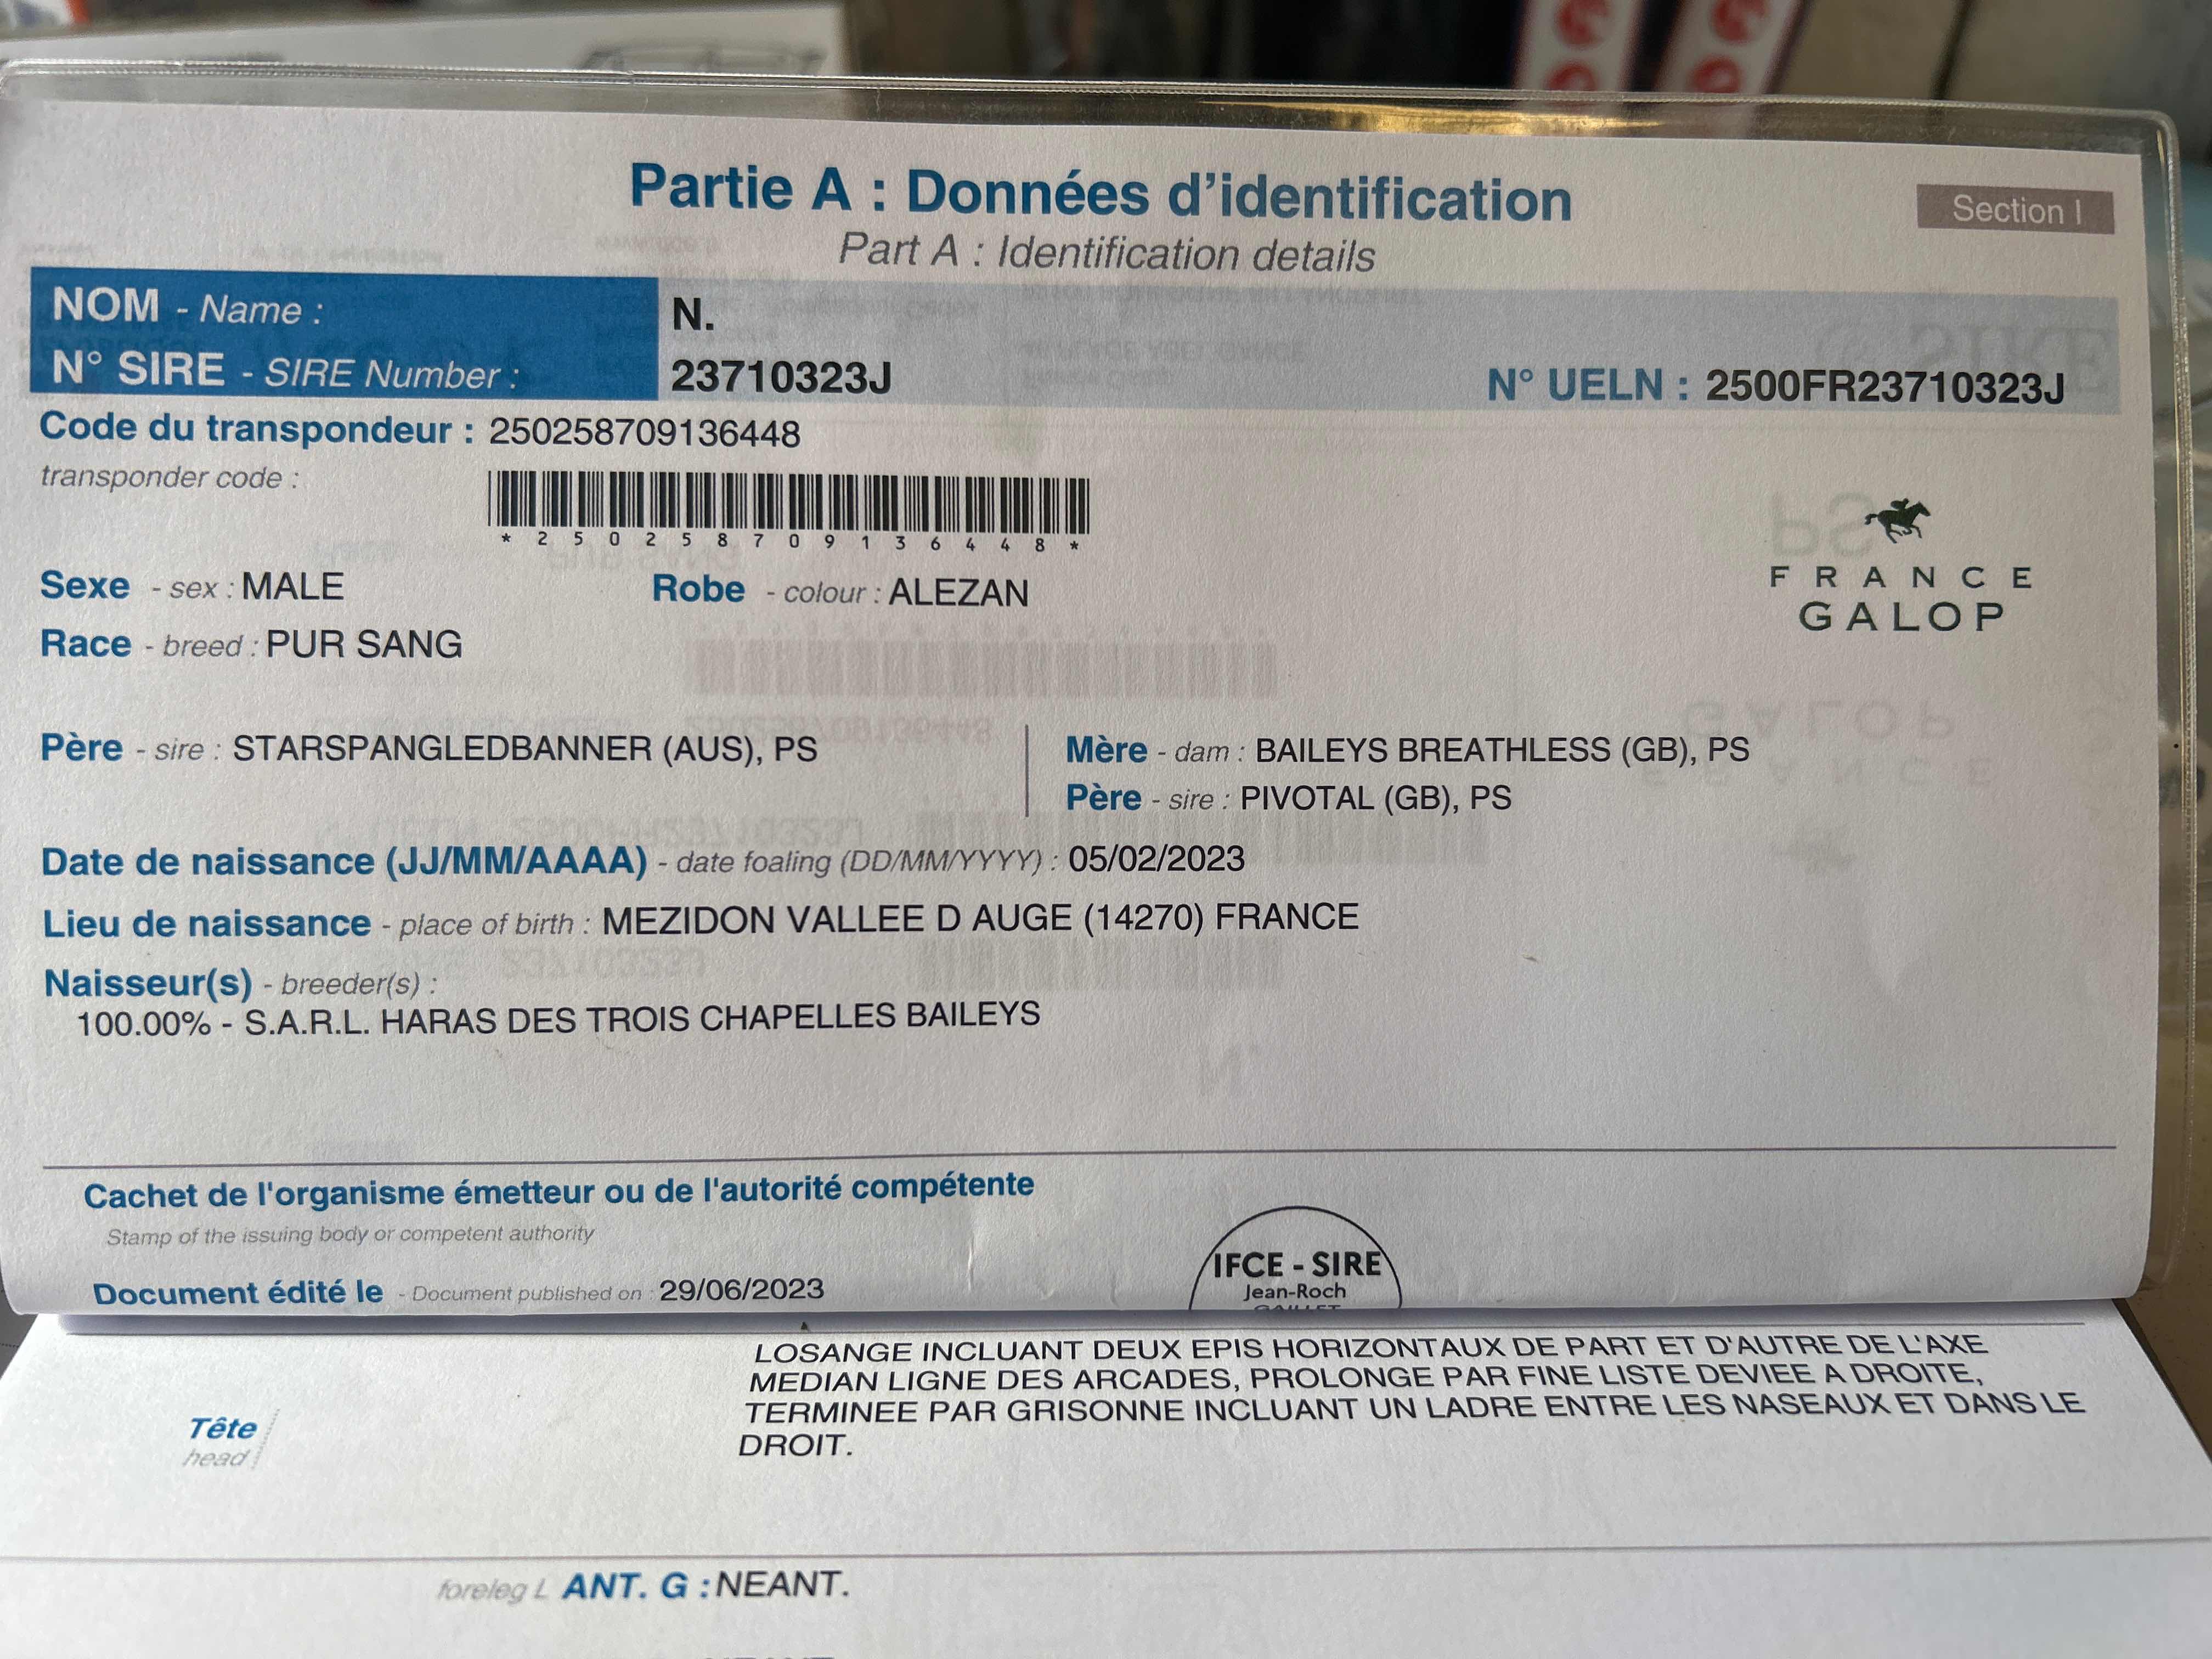 Partie A : Données d'identification
Section I
Part A : Identification details
NOM - Name : N.
N° SIRE - SIRE Number : 23710323J N° UELN : 2500FR23710323J
Code du transpondeur : 250258709136448
transponder code :
* 2 5 0 2 5 8 7 0 9 1 3 6 4 4 8 *
Sexe - sex : MALE Robe - colour : ALEZAN
FRANCE
GALOP
Race - breed : PUR SANG
Père - sire : STARSPANGLEDBANNER (AUS), PS
Mère - dam : BAILEYS BREATHLESS (GB), PS
Père - sire : PIVOTAL (GB), PS
Date de naissance (JJ/MM/AAAA) - date foaling (DD/MM/YYYY) : 05/02/2023
Lieu de naissance - place of birth : MEZIDON VALLEE D AUGE (14270) FRANCE
Naisseur(s) - breeder(s) :
100.00% - S.A.R.L. HARAS DES TROIS CHAPELLES BAILEYS
Cachet de l'organisme émetteur ou de l'autorité compétente
Stamp of the issuing body or competent authority
Document édité le - Document published on : 29/06/2023
IFCE - SIRE
Jean-Roch
Tête
head
LOSANGE INCLUANT DEUX EPIS HORIZONTAUX DE PART ET D'AUTRE DE L'AXE
MEDIAN LIGNE DES ARCADES, PROLONGE PAR FINE LISTE DEVIEE A DROITE,
TERMINEE PAR GRISONNE INCLUANT UN LADRE ENTRE LES NASEAUX ET DANS LE
DROIT.
foreleg L ANT. G : NEANT.